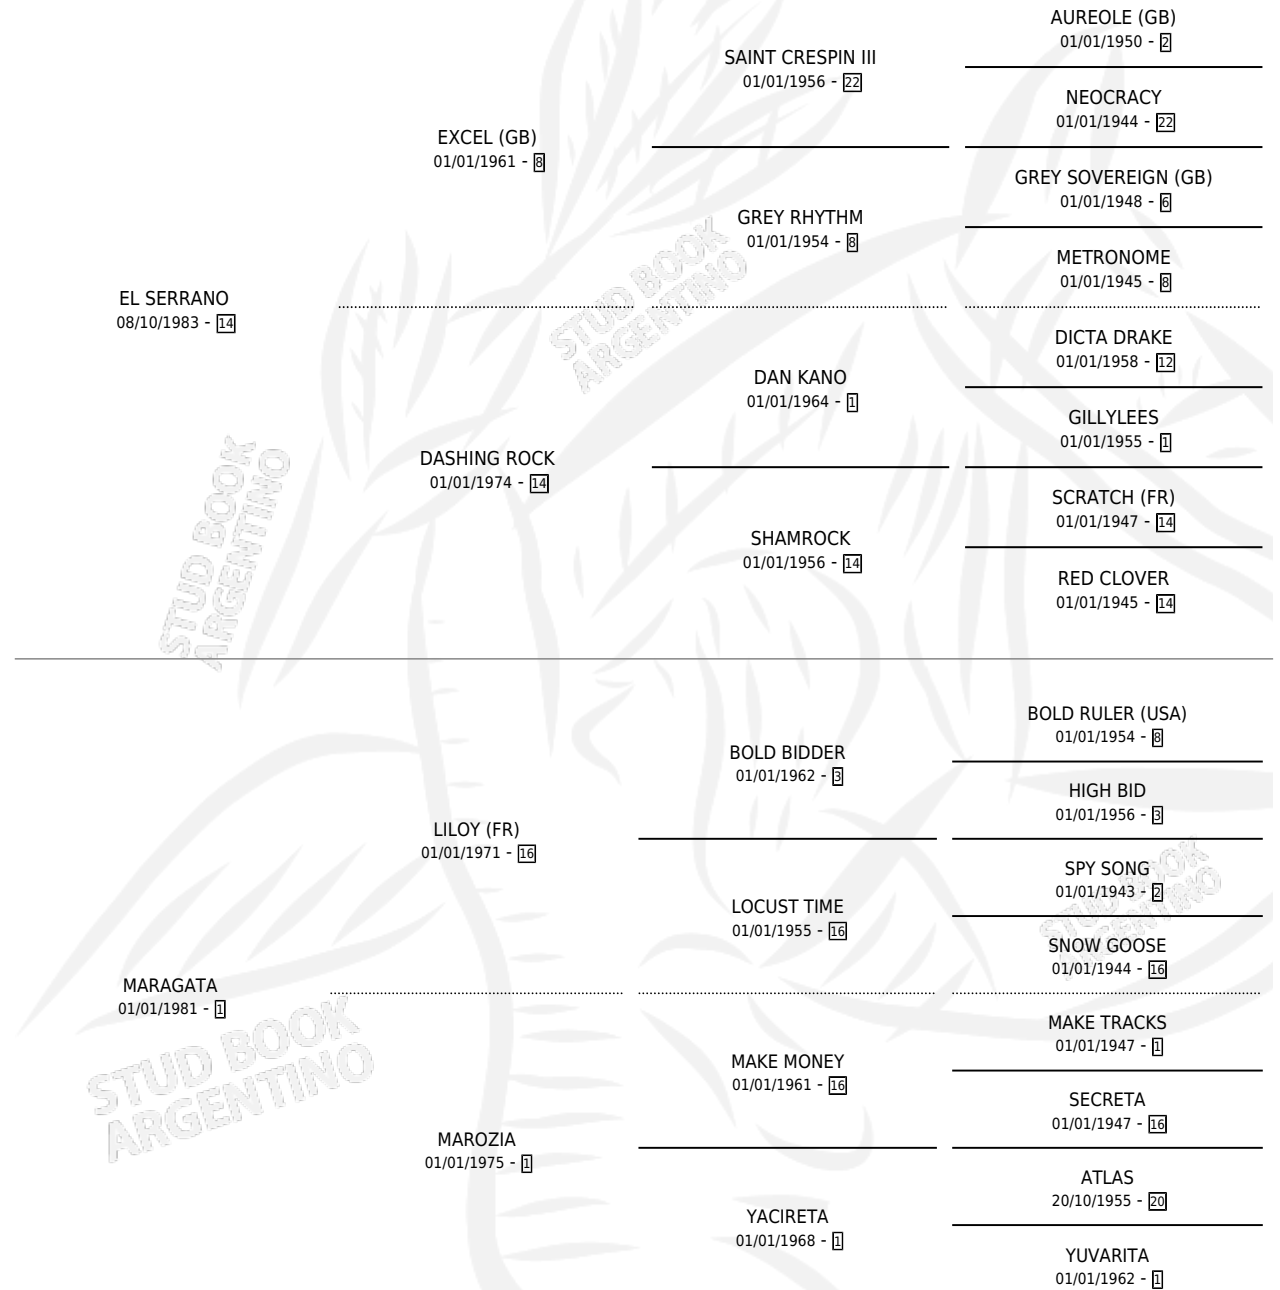 AUREOLE (GB)
01/01/1950 - 2
SAINT CRESPIN III
01/01/1956 - 22
NEOCRACY
01/01/1944 - 22
EXCEL (GB)
01/01/1961 - 8
GREY SOVEREIGN (GB)
01/01/1948 - 6
GREY RHYTHM
01/01/1954 - 8
METRONOME
01/01/1945 - 8
EL SERRANO
08/10/1983 - 14
DICTA DRAKE
01/01/1958 - 12
DAN KANO
01/01/1964 - 1
GILLYLEES
01/01/1955 - 1
DASHING ROCK
01/01/1974 - 14
SCRATCH (FR)
01/01/1947 - 14
SHAMROCK
01/01/1956 - 14
RED CLOVER
01/01/1945 - 14
BOLD RULER (USA)
01/01/1954 - 8
BOLD BIDDER
01/01/1962 - 3
HIGH BID
01/01/1956 - 3
LILOY (FR)
01/01/1971 - 16
SPY SONG
01/01/1943 - 2
LOCUST TIME
01/01/1955 - 16
SNOW GOOSE
01/01/1944 - 16
MARAGATA
01/01/1981 - 1
MAKE TRACKS
01/01/1947 - 1
MAKE MONEY
01/01/1961 - 16
SECRETA
01/01/1947 - 16
MAROZIA
01/01/1975 - 1
ATLAS
20/10/1955 - 20
YACIRETA
01/01/1968 - 1
YUVARITA
01/01/1962 - 1
STUD BOOK
ARGENTINO
STUD BOOK
ARGENTINO
STUD BOOK
ARGENTINO
STUD BOOK
ARGENTINO